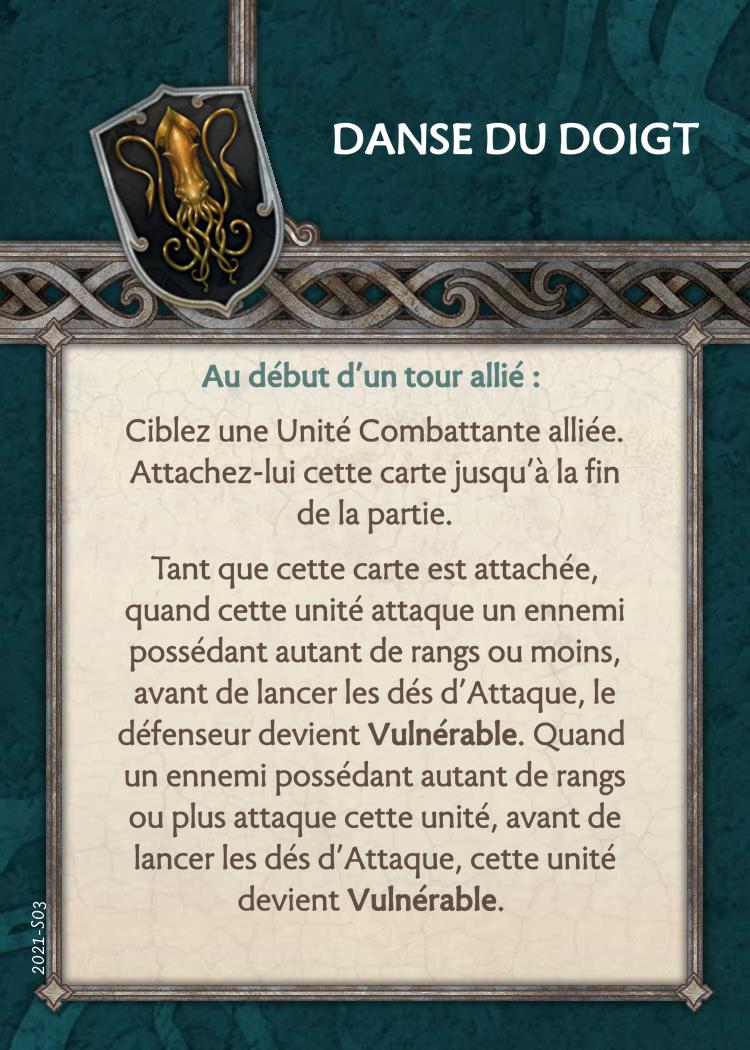 DANSE DU DOIGT
Au début d'un tour allié :
Ciblez une Unité Combattante alliée.
Attachez-lui cette carte jusqu'à la fin
de la partie.
Tant que cette carte est attachée,
quand cette unité attaque un ennemi
possédant autant de rangs ou moins,
avant de lancer les dés d'Attaque, le
défenseur devient Vulnérable. Quand
un ennemi possédant autant de rangs
ou plus attaque cette unité, avant de
lancer les dés d'Attaque, cette unité
devient Vulnérable.
2021-S03